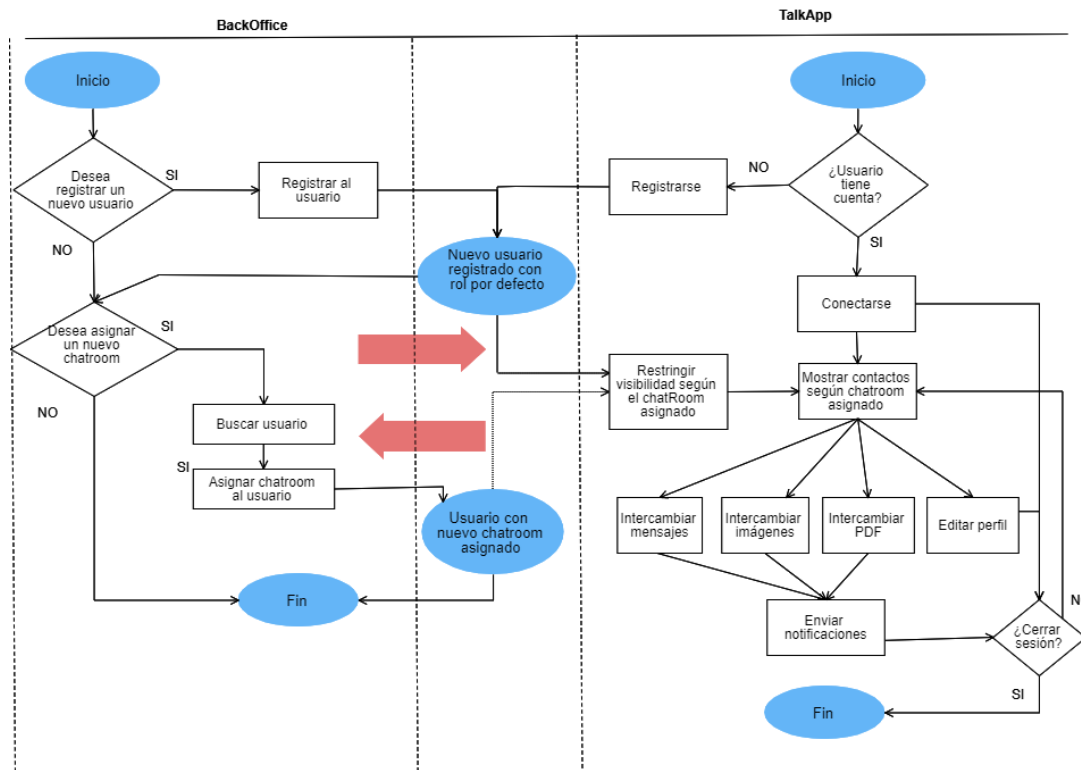 BackOffice
TalkApp
Inicio
Inicio
Desea
registrar un
nuevo usuario
SI
Registrar al
usuario
Registrarse
NO
¿Usuario
tiene
cuenta?
NO
SI
Nuevo usuario
registrado con
rol por defecto
Conectarse
Desea asignar
un nuevo
chatroom
SI
Restringir
visibilidad según
el chatRoom
asignado
Mostrar contactos
según chatroom
asignado
NO
Buscar usuario
SI
Asignar chatroom
al usuario
Usuario con
nuevo chatroom
asignado
Intercambiar
mensajes
Intercambiar
imágenes
Intercambiar
PDF
Editar perfil
Fin
Enviar
notificaciones
¿Cerrar
sesión?
N
SI
Fin